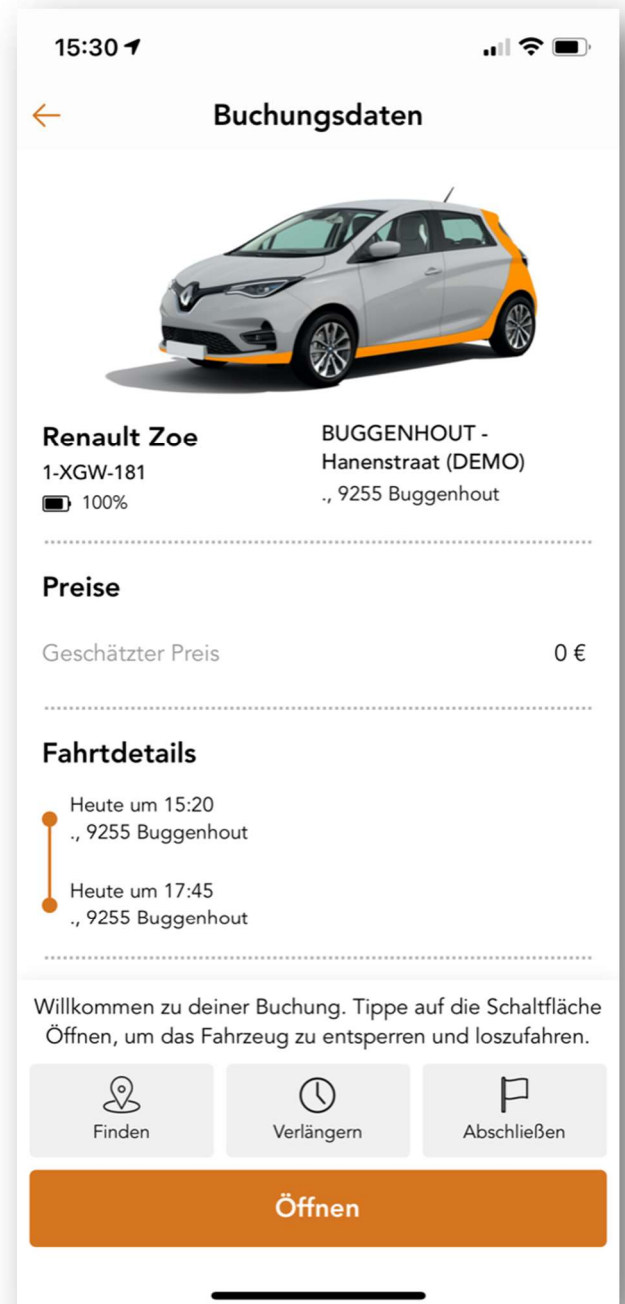 15:30
Buchungsdaten
Renault Zoe
1-XGW-181
100%
BUGGENHOUT -
Hanenstraat (DEMO)
., 9255 Buggenhout
Preise
Geschätzter Preis 0 €
Fahrtdetails
Heute um 15:20
., 9255 Buggenhout
Heute um 17:45
., 9255 Buggenhout
Willkommen zu deiner Buchung. Tippe auf die Schaltfläche
Öffnen, um das Fahrzeug zu entsperren und loszufahren.
Finden Verlängern Abschließen
Öffnen